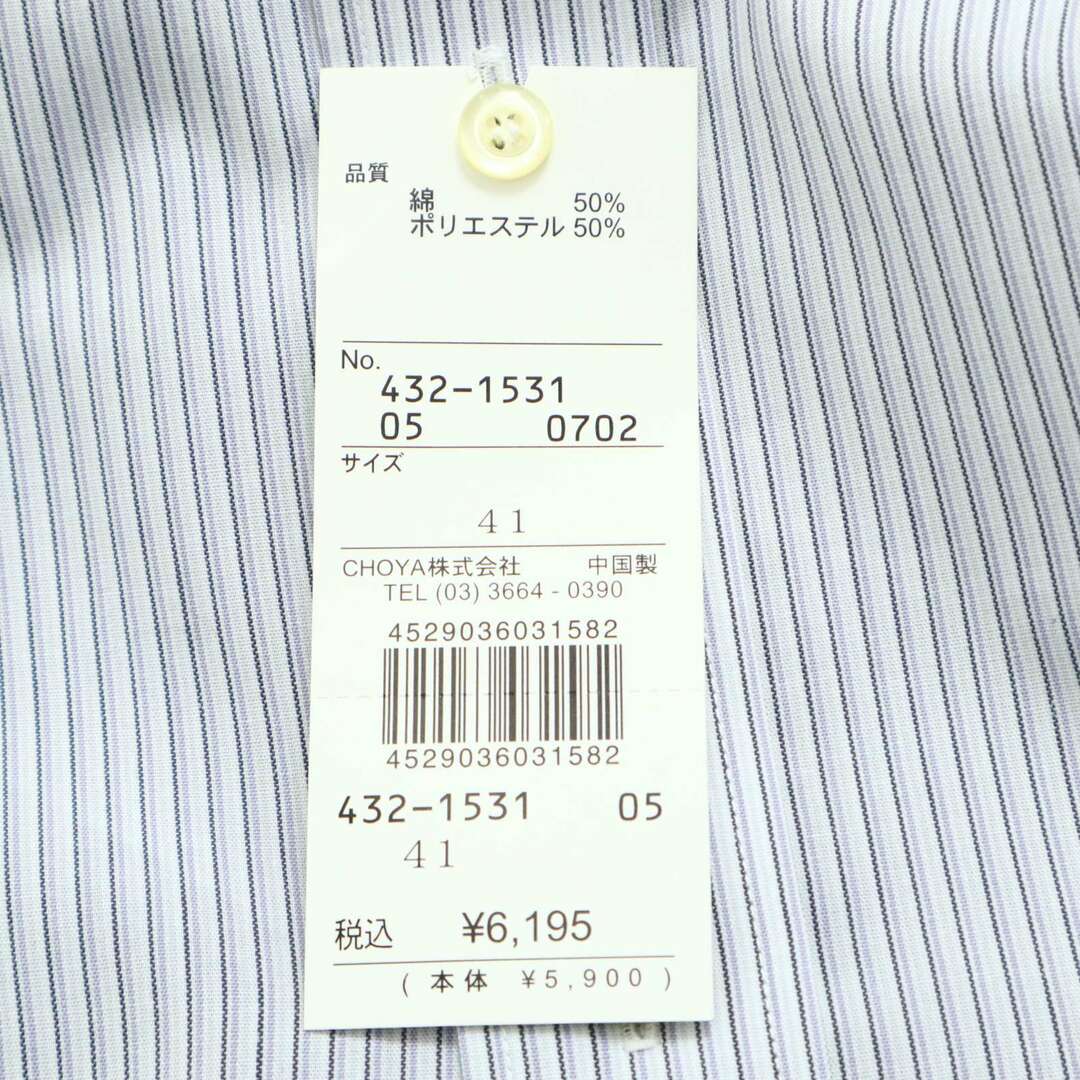 品質
綿 50%
ポリエステル 50%
No.
432-1531
05 0702
サイズ
41
CHOYA株式会社 中国製
TEL (03) 3664 - 0390
4529036031582
4529036031582
432-1531 05
41
税込 ¥6,195
( 本体 ¥5,900 )